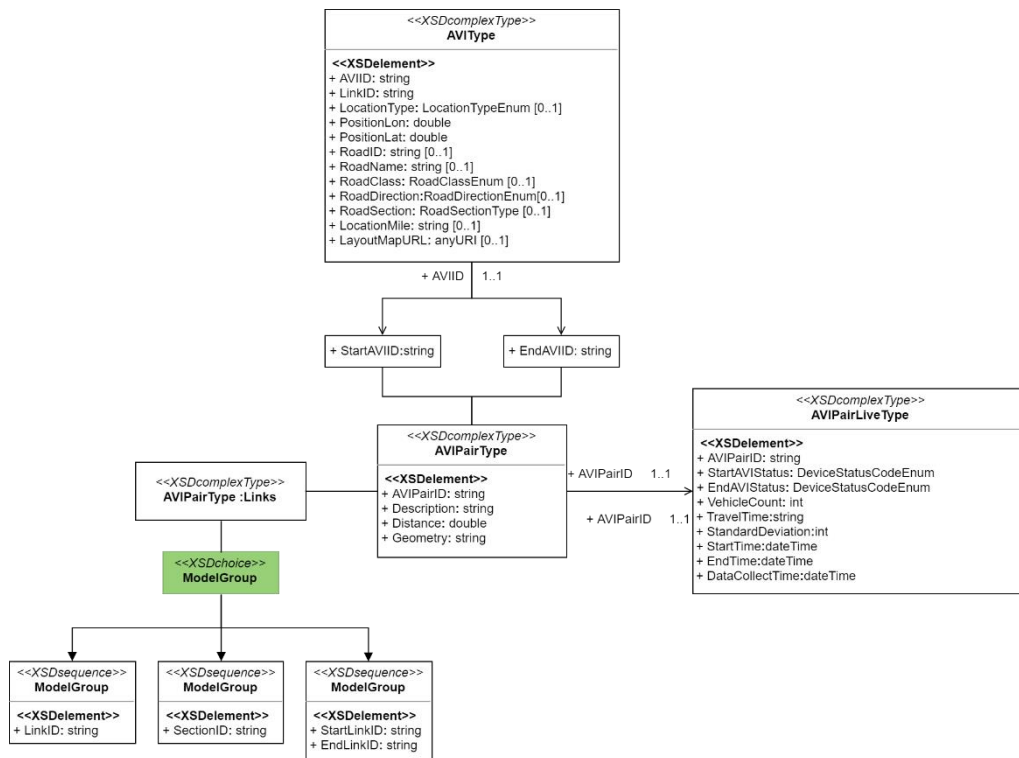 <<XSDcomplexType>>
AVIType
<<XSDelement>>
+ AVIID: string
+ LinkID: string
+ LocationType: LocationTypeEnum [0..1]
+ PositionLon: double
+ PositionLat: double
+ RoadID: string [0..1]
+ RoadName: string [0..1]
+ RoadClass: RoadClassEnum [0..1]
+ RoadDirection:RoadDirectionEnum[0..1]
+ RoadSection: RoadSectionType [0..1]
+ LocationMile: string [0..1]
+ LayoutMapURL: anyURI [0..1]
+ AVIID 1..1
+ StartAVIID:string
+ EndAVIID: string
<<XSDcomplexType>>
AVIPairType
<<XSDelement>>
+ AVIPairID: string
+ Description: string
+ Distance: double
+ Geometry: string
+ AVIPairID 1..1
+ AVIPairID 1..1
<<XSDcomplexType>>
AVIPairLiveType
<<XSDelement>>
+ AVIPairID: string
+ StartAVIStatus: DeviceStatusCodeEnum
+ EndAVIStatus: DeviceStatusCodeEnum
+ VehicleCount: int
+ TravelTime:string
+ StandardDeviation:int
+ StartTime:dateTime
+ EndTime:dateTime
+ DataCollectTime:dateTime
<<XSDcomplexType>>
AVIPairType :Links
<<XSDchoice>>
ModelGroup
<<XSDsequence>>
ModelGroup
<<XSDelement>>
+ LinkID: string
<<XSDsequence>>
ModelGroup
<<XSDelement>>
+ SectionID: string
<<XSDsequence>>
ModelGroup
<<XSDelement>>
+ StartLinkID: string
+ EndLinkID: string